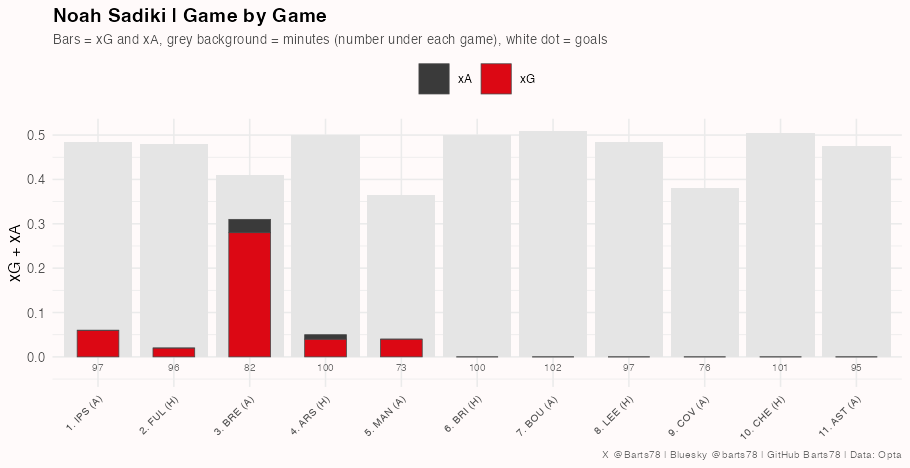 Noah Sadiki | Game by Game
Bars = xG and xA, grey background = minutes (number under each game), white dot = goals
xA xG
xG + xA
0.5
0.4
0.3
0.2
0.1
0.0
97 96 82 100 73 100 102 97 76 101 95
1. IPS (A) 2. FUL (H) 3. BRE (A) 4. ARS (H) 5. MAN (A) 6. BRI (H) 7. BOU (A) 8. LEE (H) 9. COV (A) 10. CHE (H) 11. AST (A)
X @Barts78 | Bluesky @barts78 | GitHub Barts78 | Data: Opta